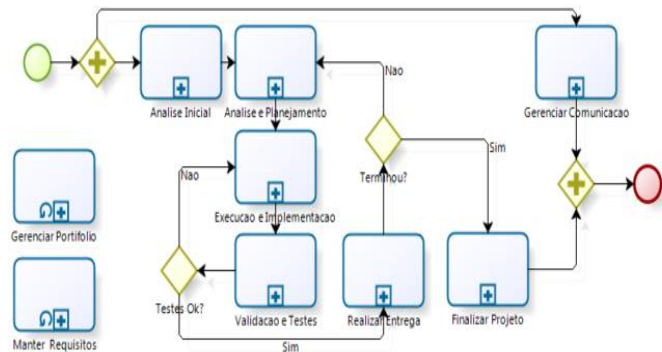 Analise Inicial
Analise e Planejamento
Nao
Gerenciar Comunicacao
Terminou?
Sim
Nao
Execucao e Implementacao
Gerenciar Portifolio
Testes Ok?
Validacao e Testes
Realizar Entrega
Finalizar Projeto
Manter Requisitos
Sim